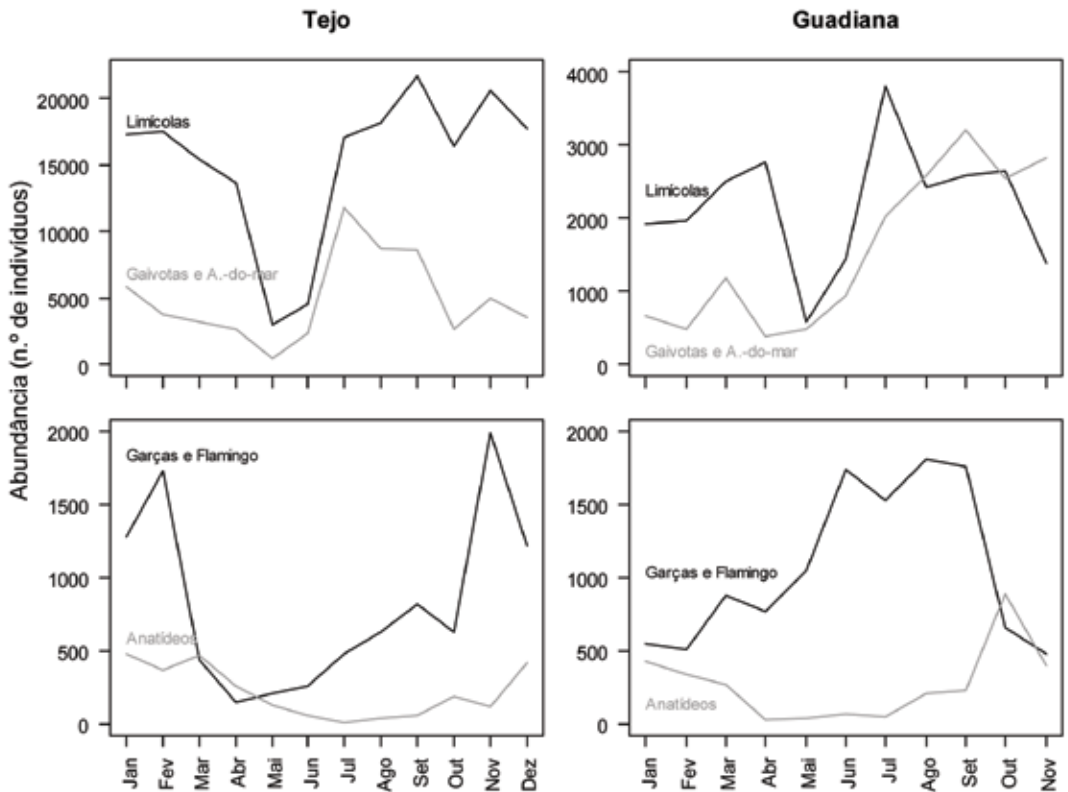 Tejo
Guadiana
Abundância (n.º de indivíduos)
20000
15000
10000
5000
0
Limícolas
Gaivotas e A.-do-mar
4000
3000
2000
1000
0
Limícolas
Gaivotas e A.-do-mar
2000
1500
1000
500
0
Garças e Flamingo
Anatídeos
Jan Fev Mar Abr Mai Jun Jul Ago Set Out Nov Dez
2000
1500
1000
500
0
Garças e Flamingo
Anatídeos
Jan Fev Mar Abr Mai Jun Jul Ago Set Out Nov